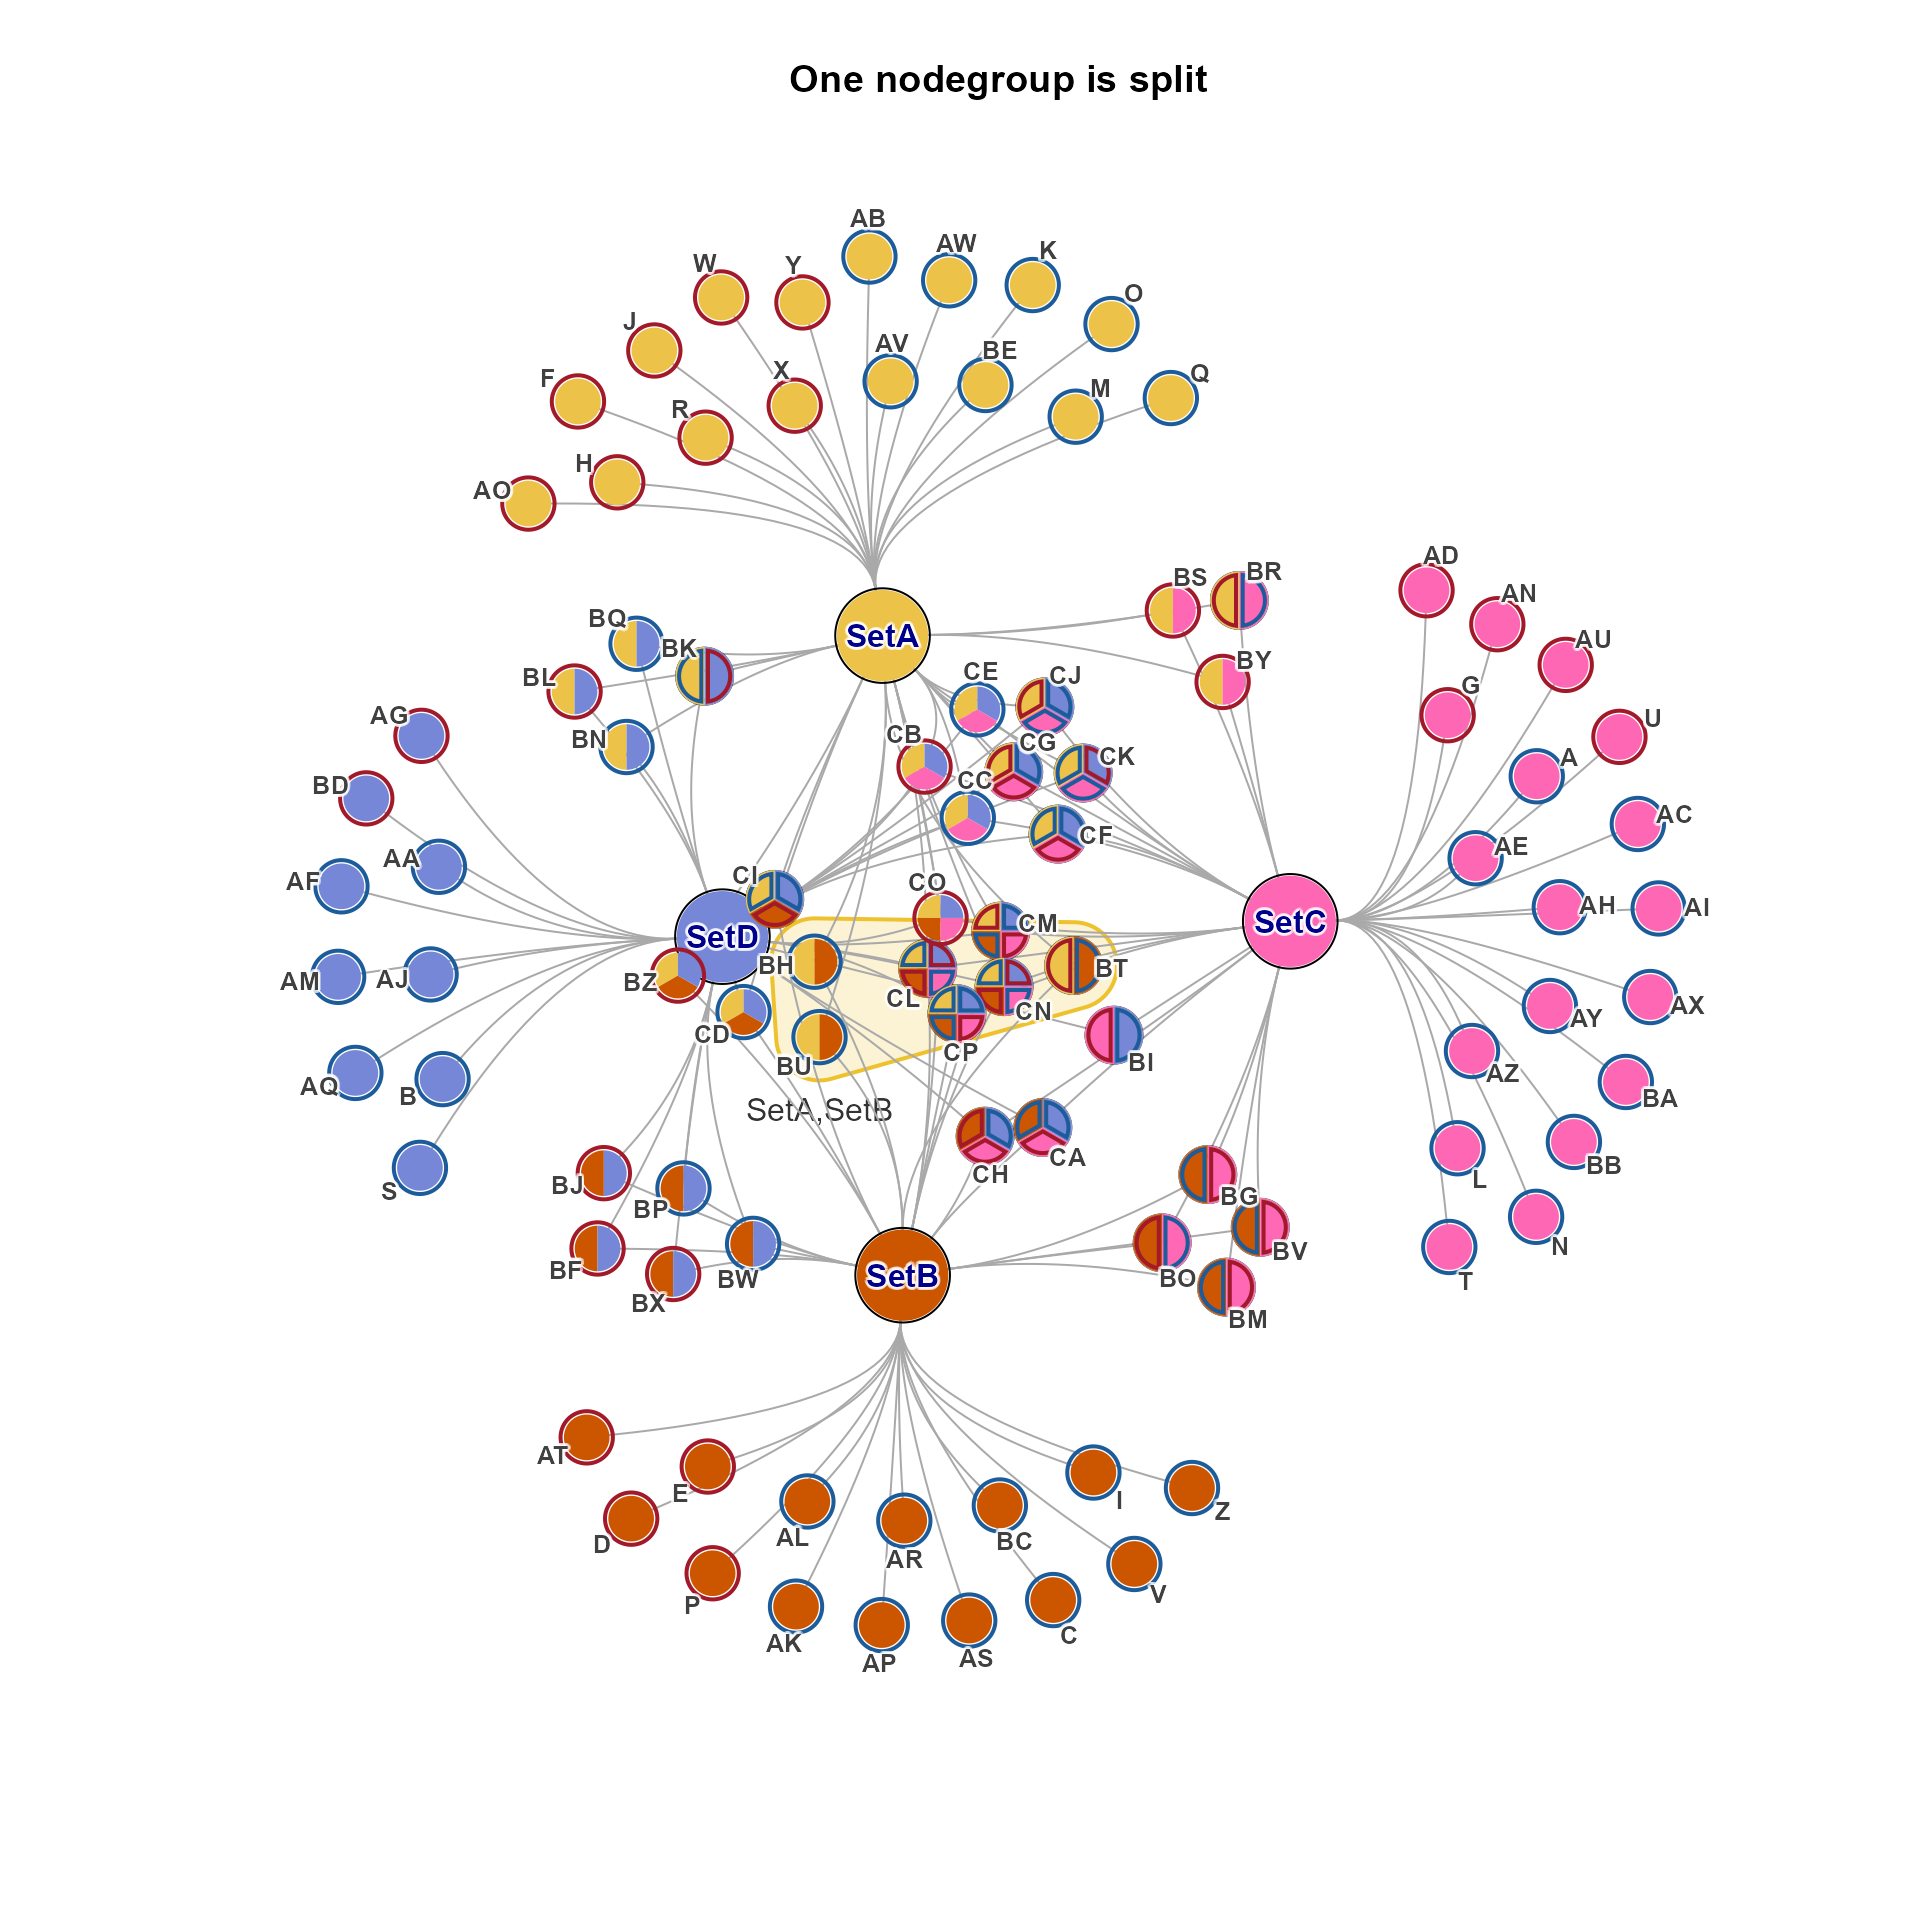 One nodegroup is split
AB
AW
K
W
Y
O
J
AV
BE
X
Q
F
M
R
H
AO
AD
BR
BS
AN
BQ
SetA
AU
BK
BY
CE
CJ
BL
G
AG
U
CB
BN
CG
CK
A
CC
BD
AC
CF
AE
AA
CI
AF
CO
AH
AI
CM
SetC
SetD
BH
BT
AM
AJ
BZ
CL
AX
CN
AY
CD
CP
BI
BU
AZ
AQ
B
BA
SetA,SetB
CA
BB
CH
L
BJ
S
BG
BP
N
BV
BF
SetB
BW
BO
T
BX
BM
AT
E
I
Z
AL
BC
D
AR
V
P
C
AK
AS
AP